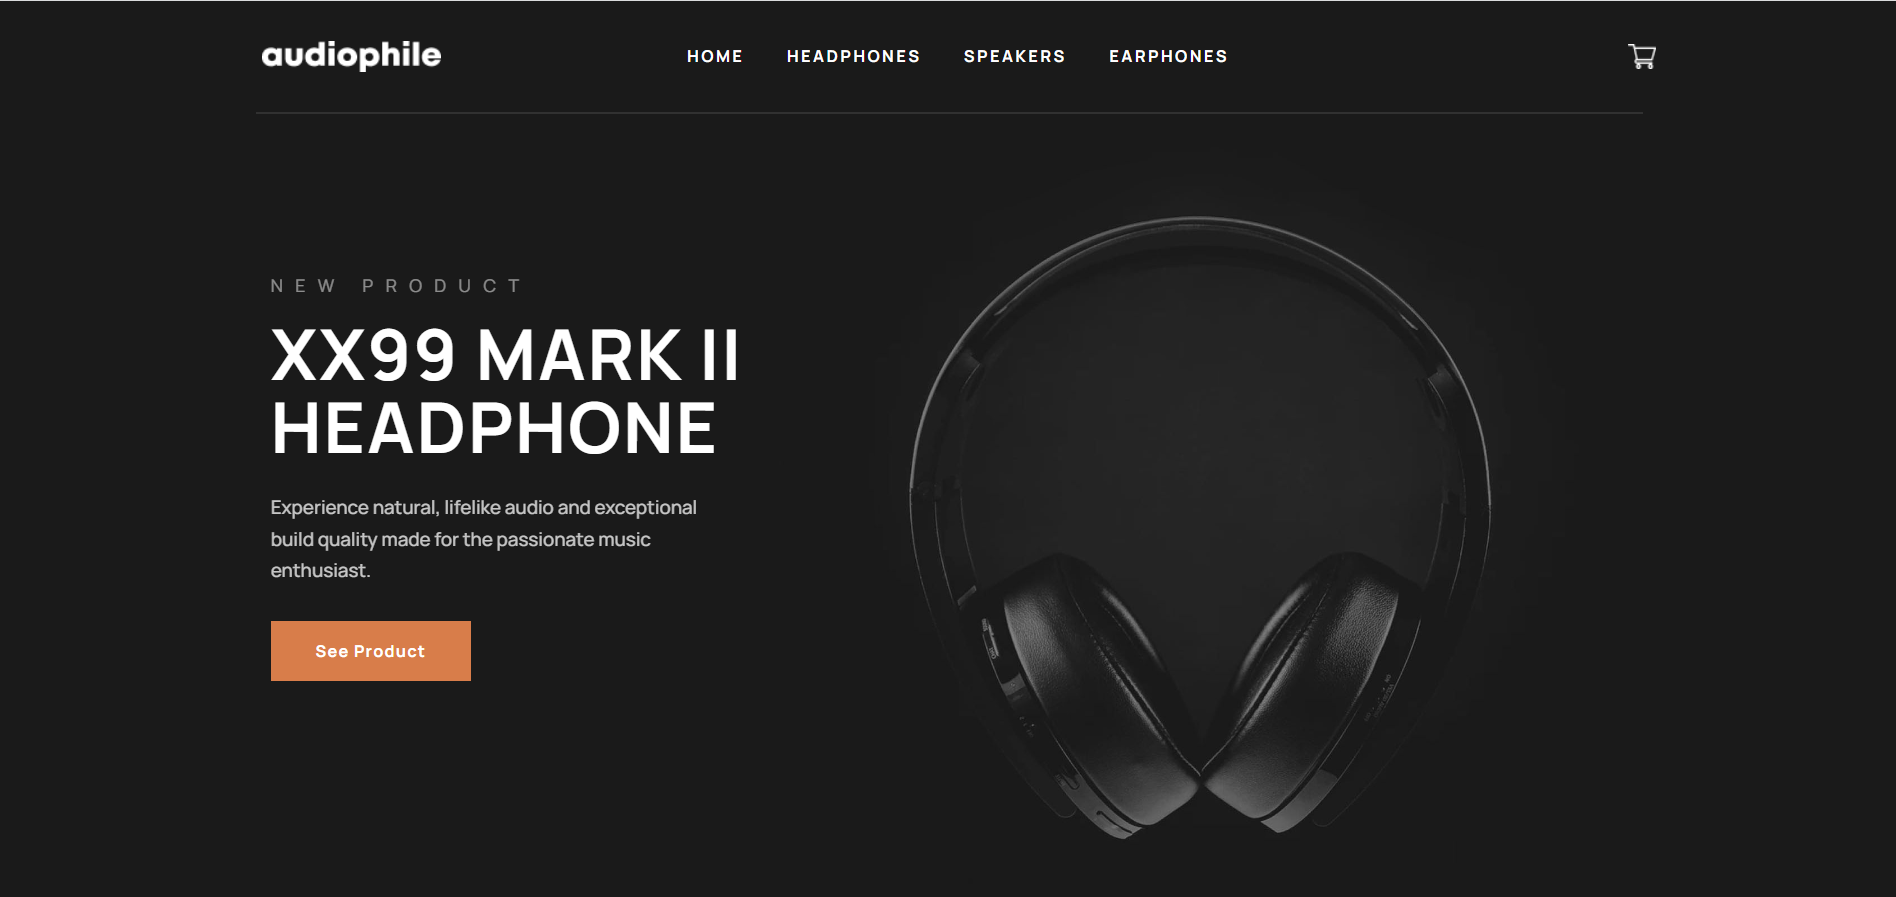 audiophile
HOME HEADPHONES SPEAKERS EARPHONES
NEW PRODUCT
XX99 MARK II
HEADPHONE
Experience natural, lifelike audio and exceptional
build quality made for the passionate music
enthusiast.
See Product